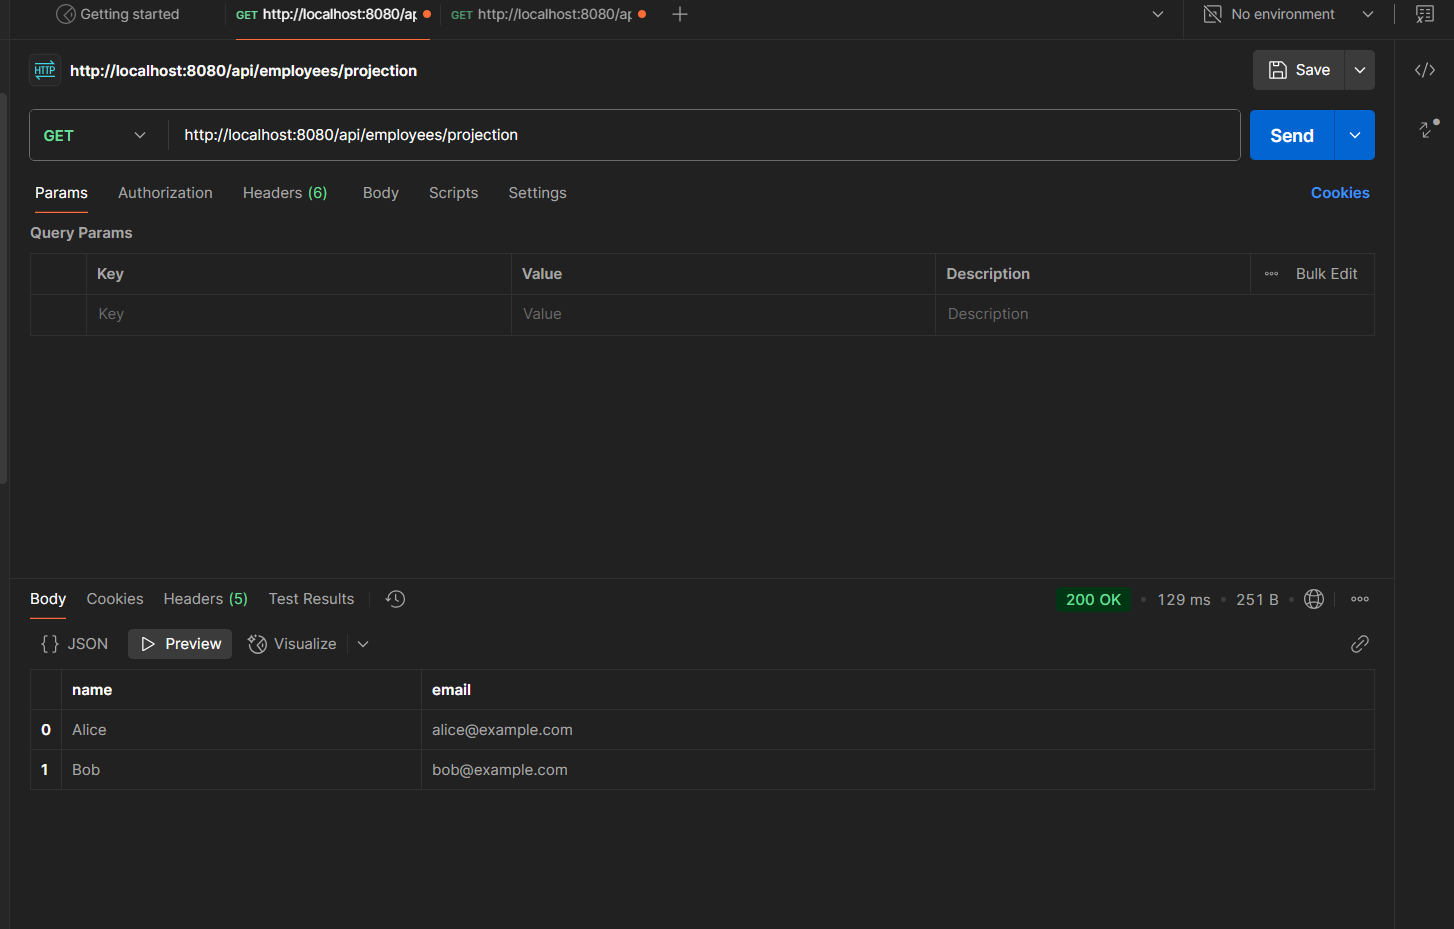 Getting started GET http://localhost:8080/ap GET http://localhost:8080/ap No environment
HTTP http://localhost:8080/api/employees/projection Save
GET http://localhost:8080/api/employees/projection Send
Params Authorization Headers (6) Body Scripts Settings Cookies
Query Params
Key Value Description Bulk Edit
Key Value Description
Body Cookies Headers (5) Test Results 200 OK 129 ms 251 B
{} JSON Preview Visualize
name email
0 Alice alice@example.com
1 Bob bob@example.com